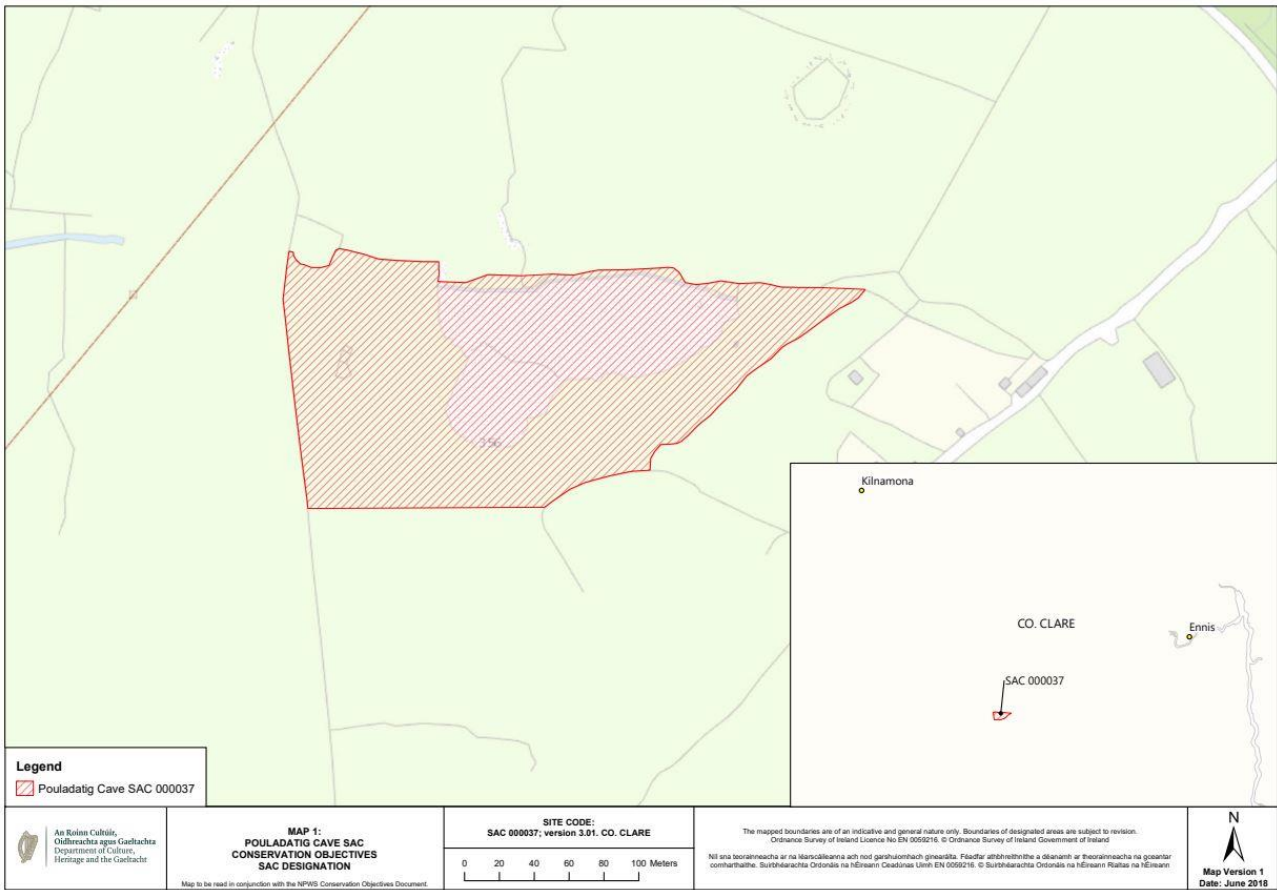 356
Kilnamona
CO. CLARE
Ennis
SAC 000037
Legend
Pouladatig Cave SAC 000037
An Roinn Cultúir,
Oidhreachta agus Gaeltachta
Department of Culture,
Heritage and the Gaeltacht
MAP 1:
POULADATIG CAVE SAC
CONSERVATION OBJECTIVES
SAC DESIGNATION
Map to be read in conjunction with the NPWS Conservation Objectives Document.
SITE CODE:
SAC 000037; version 3.01. CO. CLARE
0 20 40 60 80 100 Meters
The mapped boundaries are of an indicative and general nature only. Boundaries of designated areas are subject to revision.
Ordnance Survey of Ireland Licence No EN 0059216. © Ordnance Survey of Ireland Government of Ireland
Níl sna teorainneacha ar na léarscáileanna ach nod garshuíomhach ginearálta. Féadfar athbhreithnithe a déanamh ar theorainneacha na gceantar
comharthaithe. Suirbhéarachta Ordonáis na hÉireann Ceadúnas Uimh EN 0059216. © Suirbhéarachta Ordonáis na hÉireann Rialtas na hÉireann
N
Map Version 1
Date: June 2018